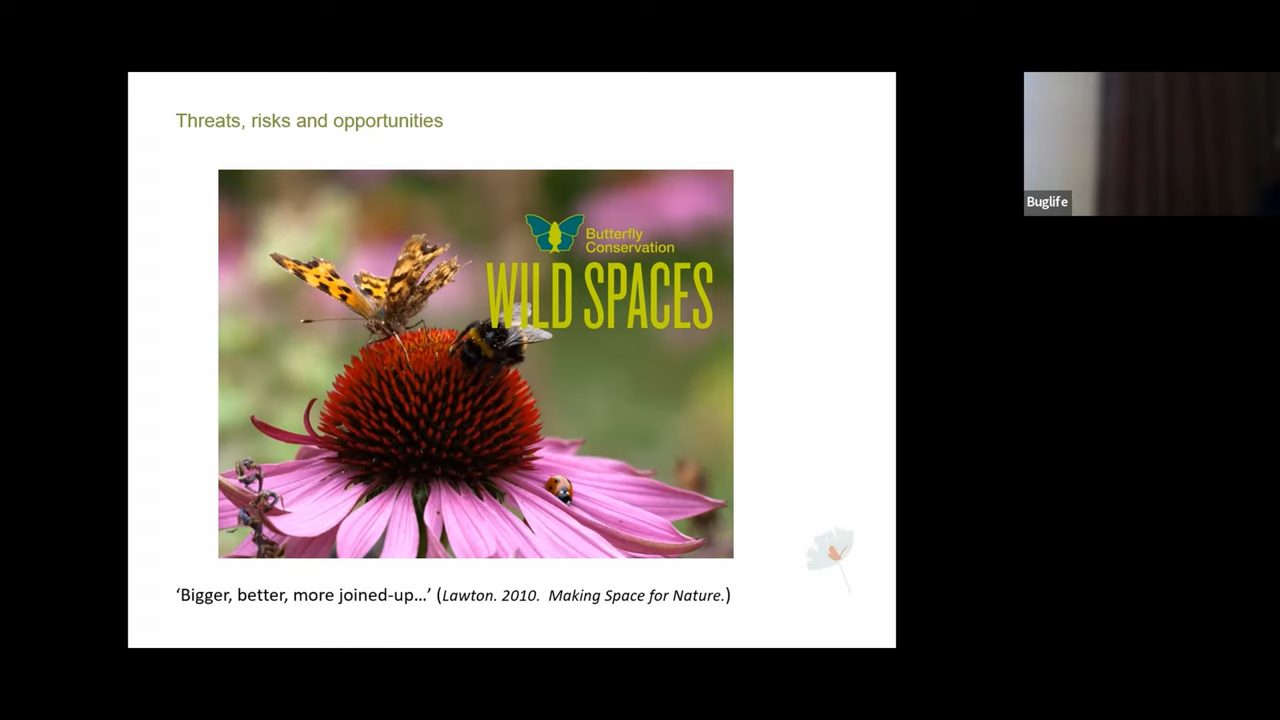 Threats, risks and opportunities
Butterfly
Conservation
WILD SPACES
‘Bigger, better, more joined-up…’ (Lawton. 2010. Making Space for Nature.)
Buglife